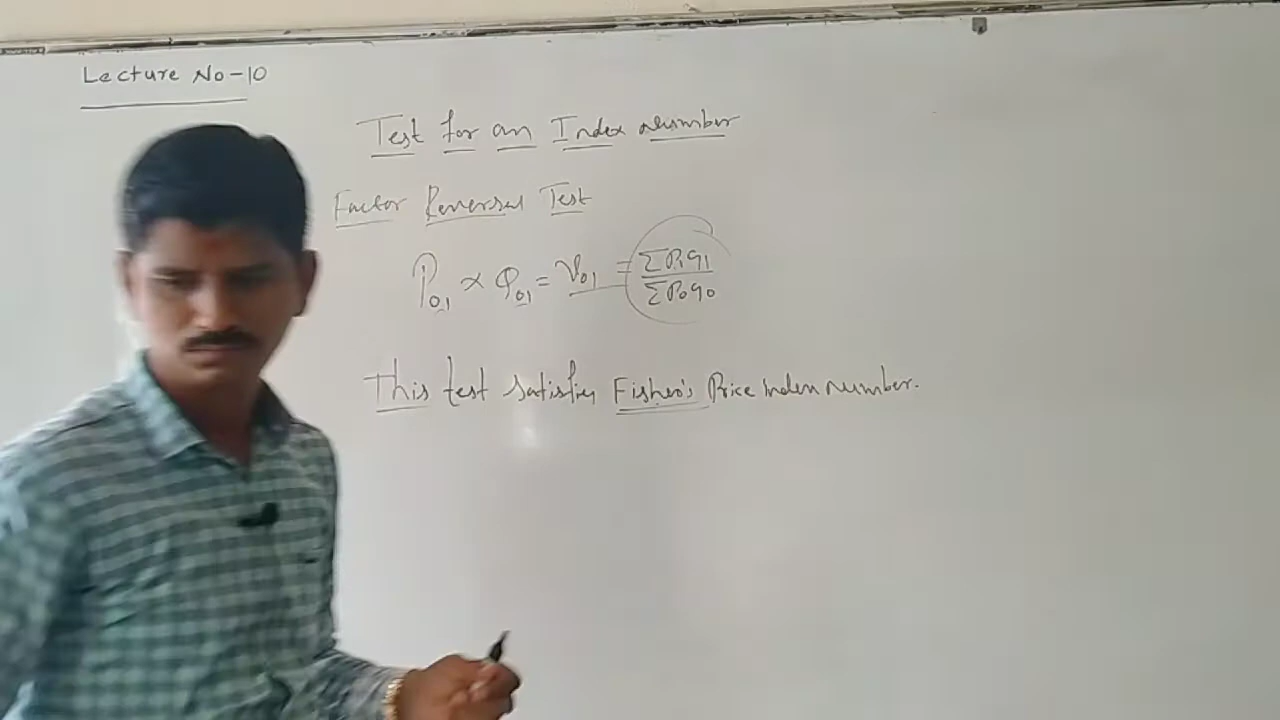 Lecture No-10
Test for an Index Number
Factor Reversal Test
P₀₁ × Q₀₁ = V₀₁ = ΣP₁q₁ / ΣP₀q₀
This test satisfies Fisher's Price Index number.